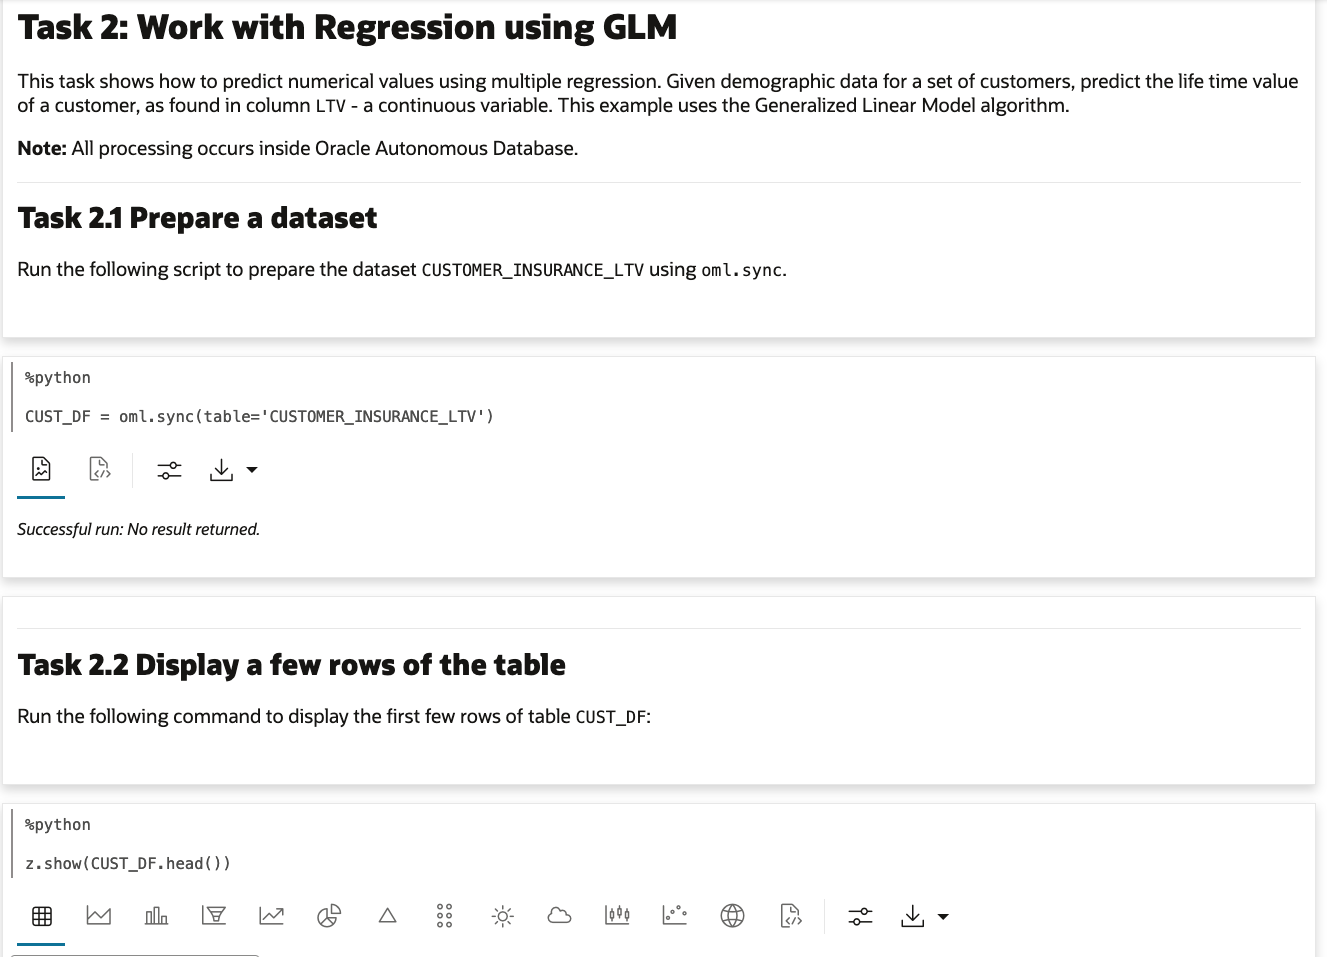 Task 2: Work with Regression using GLM
This task shows how to predict numerical values using multiple regression. Given demographic data for a set of customers, predict the life time value
of a customer, as found in column LTV - a continuous variable. This example uses the Generalized Linear Model algorithm.
Note: All processing occurs inside Oracle Autonomous Database.
Task 2.1 Prepare a dataset
Run the following script to prepare the dataset CUSTOMER_INSURANCE_LTV using oml.sync.
%python
CUST_DF = oml.sync(table='CUSTOMER_INSURANCE_LTV')
Successful run: No result returned.
Task 2.2 Display a few rows of the table
Run the following command to display the first few rows of table CUST_DF:
%python
z.show(CUST_DF.head())